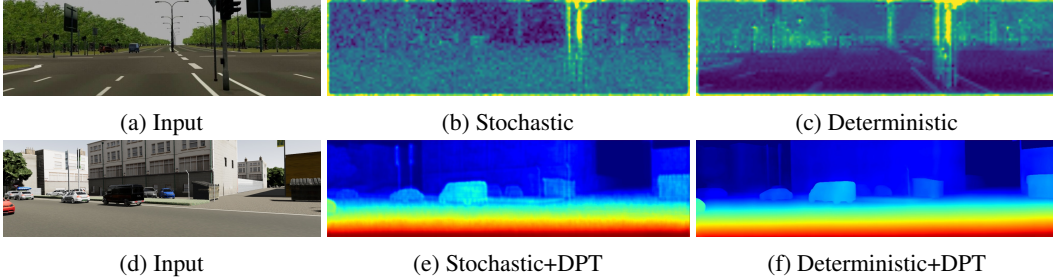 (a) Input
(b) Stochastic
(c) Deterministic
(d) Input
(e) Stochastic+DPT
(f) Deterministic+DPT